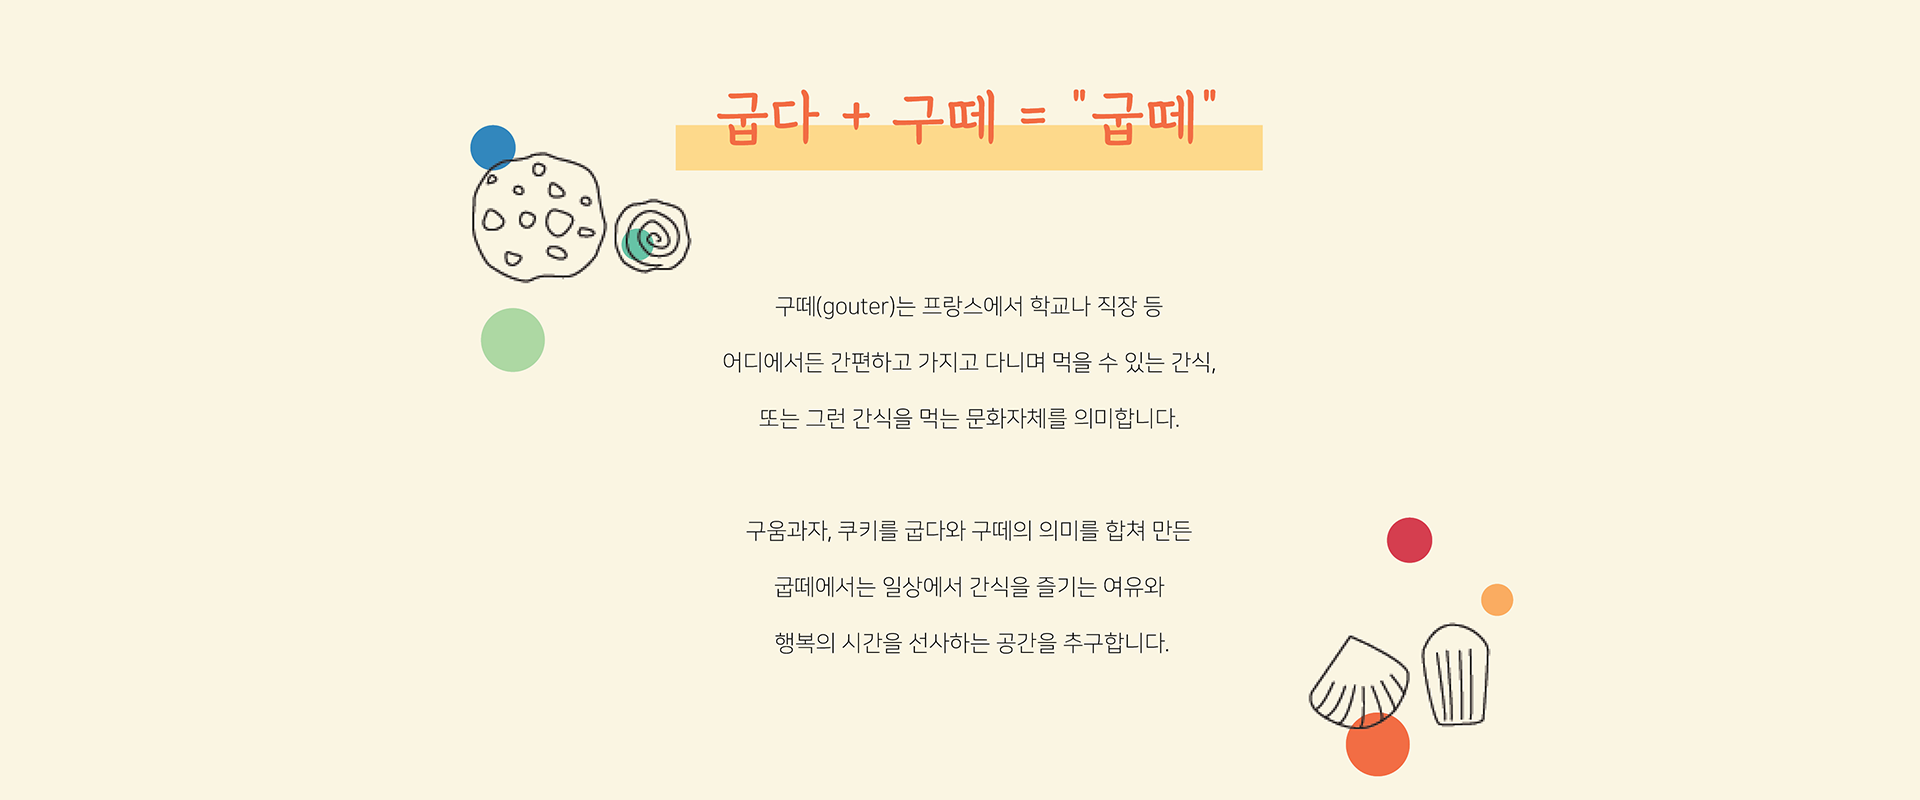 굽다 + 구떼 = "굽떼"
구떼(gouter)는 프랑스에서 학교나 직장 등
어디에서든 간편하고 가지고 다니며 먹을 수 있는 간식,
또는 그런 간식을 먹는 문화자체를 의미합니다.
구움과자, 쿠키를 굽다와 구떼의 의미를 합쳐 만든
굽떼에서는 일상에서 간식을 즐기는 여유와
행복의 시간을 선사하는 공간을 추구합니다.